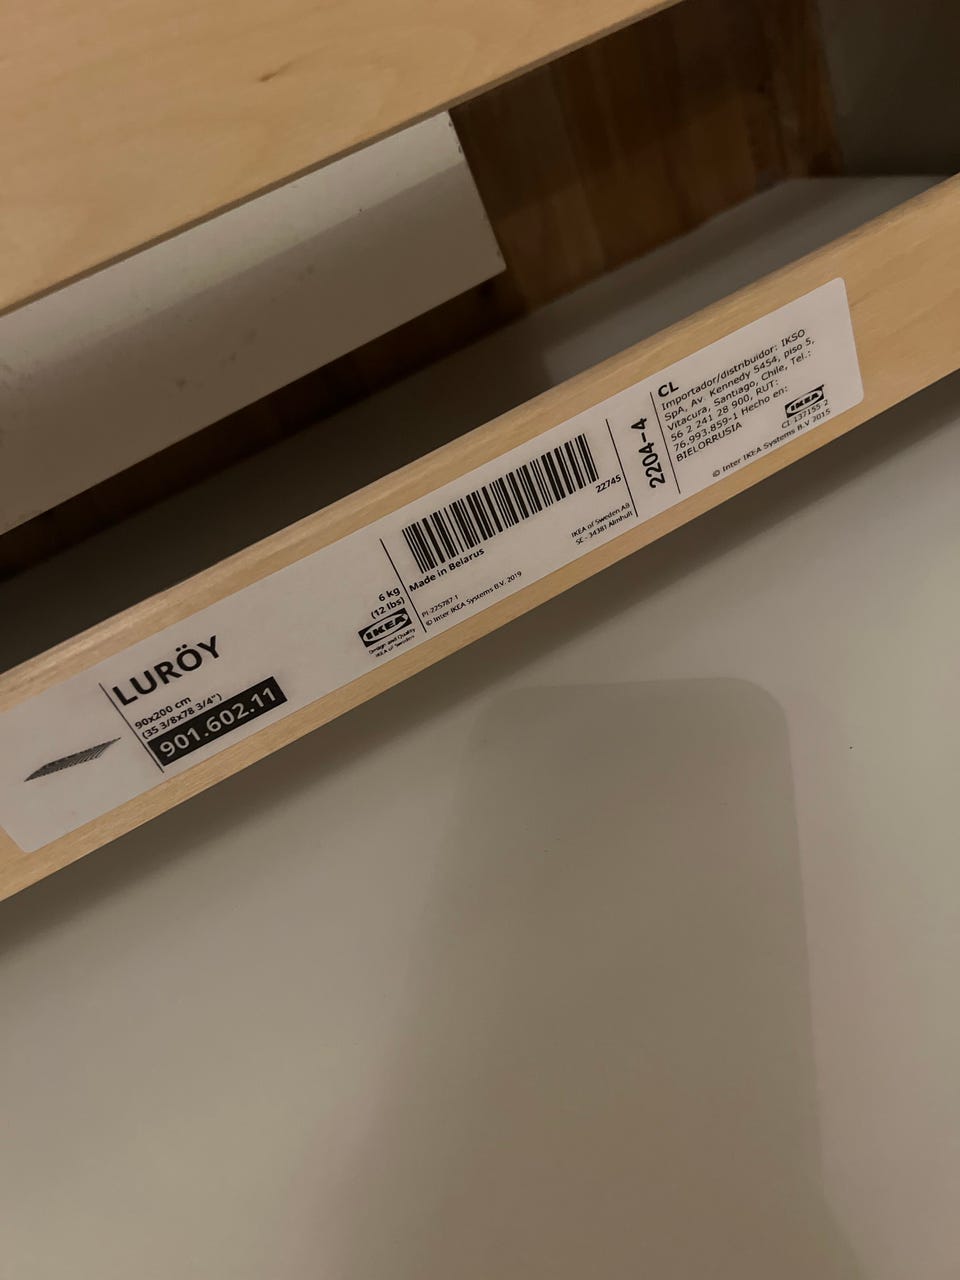 LURÖY
90x200 cm
(35 3/8x78 3/4")
901.602.11
6 kg
(12 lbs)
IKEA
Design and Quality
IKEA of Sweden
22745
Made in Belarus
PI-225787-1
© Inter IKEA Systems B.V. 2019
IKEA of Sweden AB
SE - 34381 Älmhult
2204-4
CL
Importador/distribuidor: IKSO
SpA, Av. Kennedy 5454, piso 5,
Vitacura, Santiago, Chile, Tel.:
56 2 241 28 900, RUT:
76.993.859-1 Hecho en:
BIELORRUSIA
IKEA
CI 137155-2
© Inter IKEA Systems B.V 2015